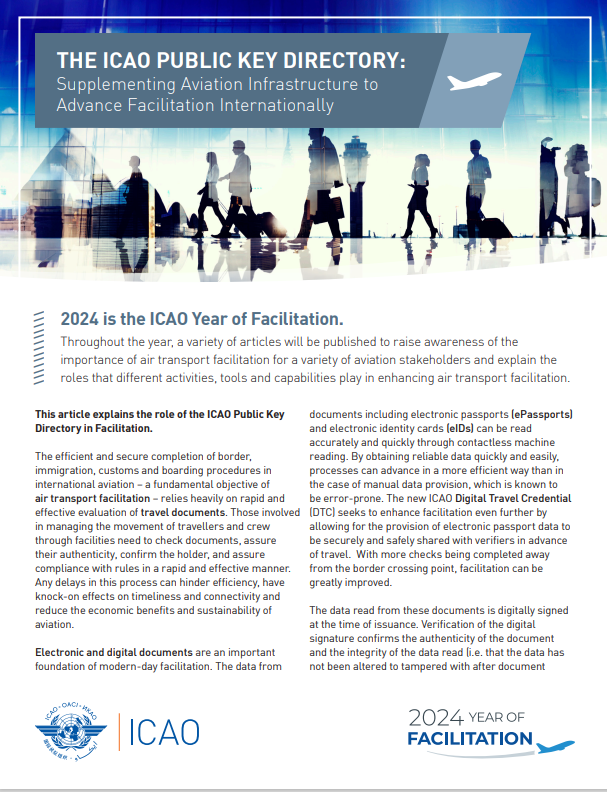 THE ICAO PUBLIC KEY DIRECTORY:
Supplementing Aviation Infrastructure to
Advance Facilitation Internationally
2024 is the ICAO Year of Facilitation.
Throughout the year, a variety of articles will be published to raise awareness of the
importance of air transport facilitation for a variety of aviation stakeholders and explain the
roles that different activities, tools and capabilities play in enhancing air transport facilitation.
This article explains the role of the ICAO Public Key
Directory in Facilitation.
The efficient and secure completion of border,
immigration, customs and boarding procedures in
international aviation – a fundamental objective of
air transport facilitation – relies heavily on rapid and
effective evaluation of travel documents. Those involved
in managing the movement of travellers and crew
through facilities need to check documents, assure
their authenticity, confirm the holder, and assure
compliance with rules in a rapid and effective manner.
Any delays in this process can hinder efficiency, have
knock-on effects on timeliness and connectivity and
reduce the economic benefits and sustainability of
aviation.
Electronic and digital documents are an important
foundation of modern-day facilitation. The data from
documents including electronic passports (ePassports)
and electronic identity cards (eIDs) can be read
accurately and quickly through contactless machine
reading. By obtaining reliable data quickly and easily,
processes can advance in a more efficient way than in
the case of manual data provision, which is known to
be error-prone. The new ICAO Digital Travel Credential
(DTC) seeks to enhance facilitation even further by
allowing for the provision of electronic passport data to
be securely and safely shared with verifiers in advance
of travel. With more checks being completed away
from the border crossing point, facilitation can be
greatly improved.
The data read from these documents is digitally signed
at the time of issuance. Verification of the digital
signature confirms the authenticity of the document
and the integrity of the data read (i.e. that the data has
not been altered to tampered with after document
ICAO · OACI · ИКАО
ICAO
2024 YEAR OF
FACILITATION